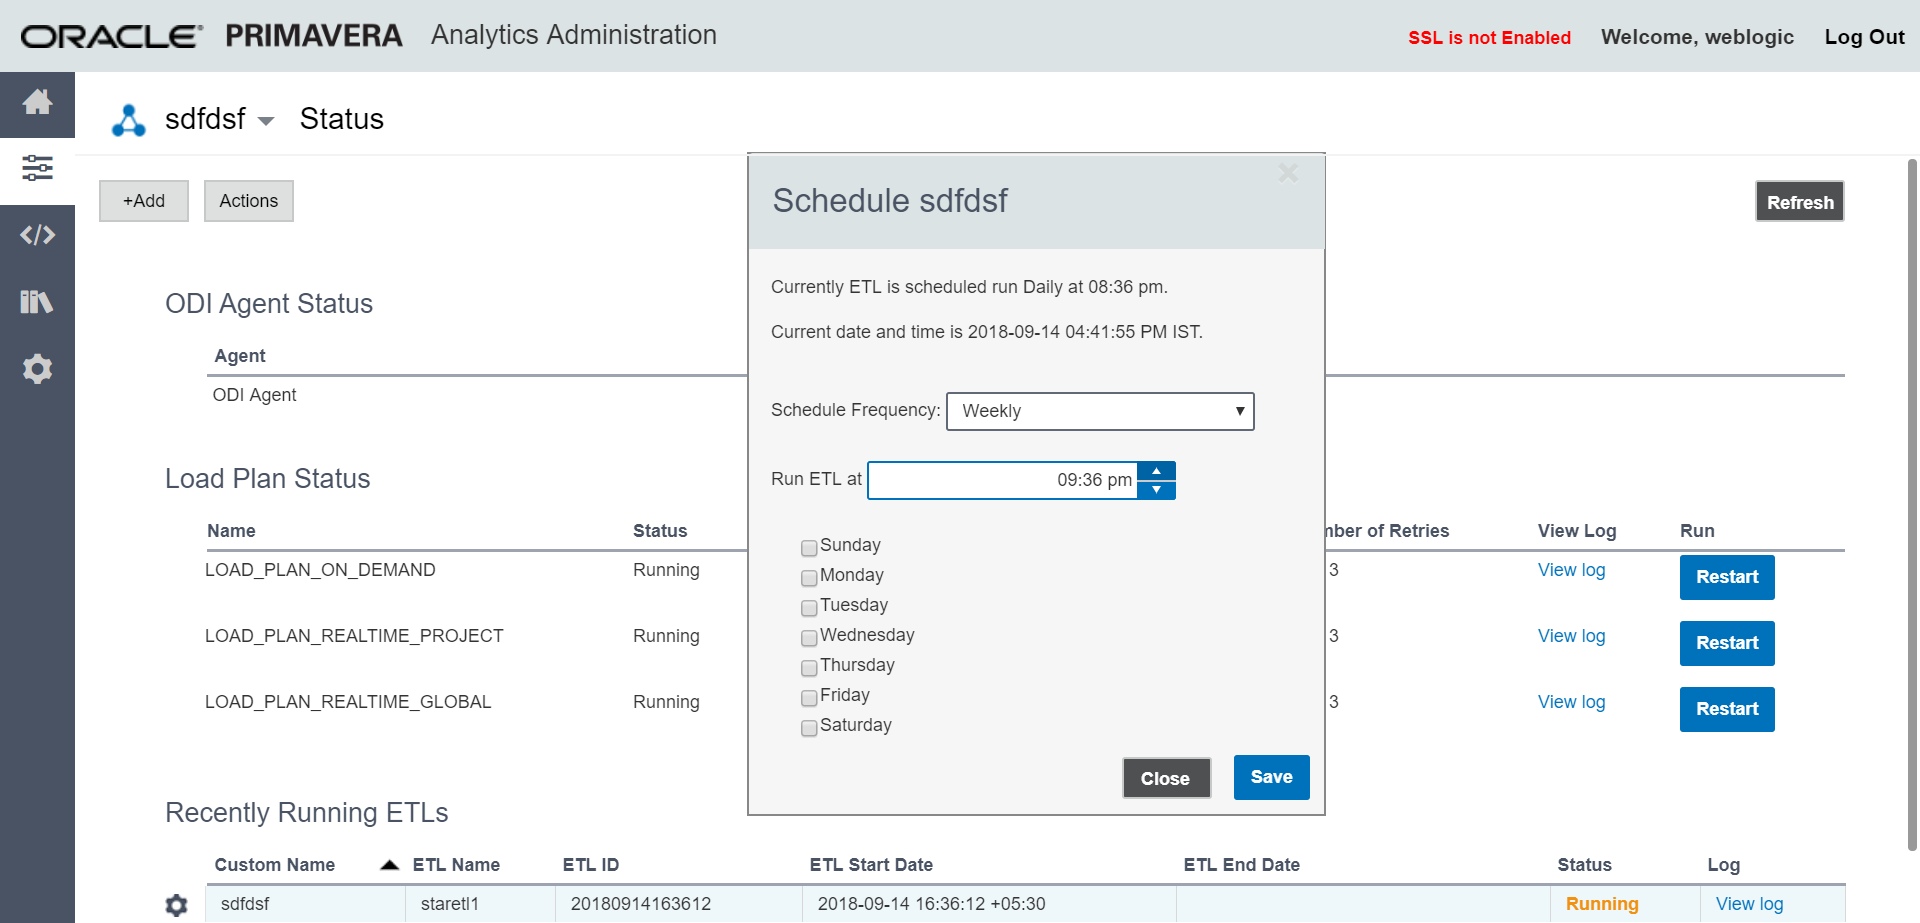 ORACLE PRIMAVERA Analytics Administration
SSL is not Enabled Welcome, weblogic Log Out
sdfdsf Status
+Add Actions Refresh
ODI Agent Status
Agent
ODI Agent
Load Plan Status
Name Status mber of Retries View Log Run
LOAD_PLAN_ON_DEMAND Running 3 View log Restart
LOAD_PLAN_REALTIME_PROJECT Running 3 View log Restart
LOAD_PLAN_REALTIME_GLOBAL Running 3 View log Restart
Schedule sdfdsf
Currently ETL is scheduled run Daily at 08:36 pm.
Current date and time is 2018-09-14 04:41:55 PM IST.
Schedule Frequency: Weekly
Run ETL at 09:36 pm
Sunday
Monday
Tuesday
Wednesday
Thursday
Friday
Saturday
Close Save
Recently Running ETLs
Custom Name ETL Name ETL ID ETL Start Date ETL End Date Status Log
sdfdsf staretl1 20180914163612 2018-09-14 16:36:12 +05:30 Running View log